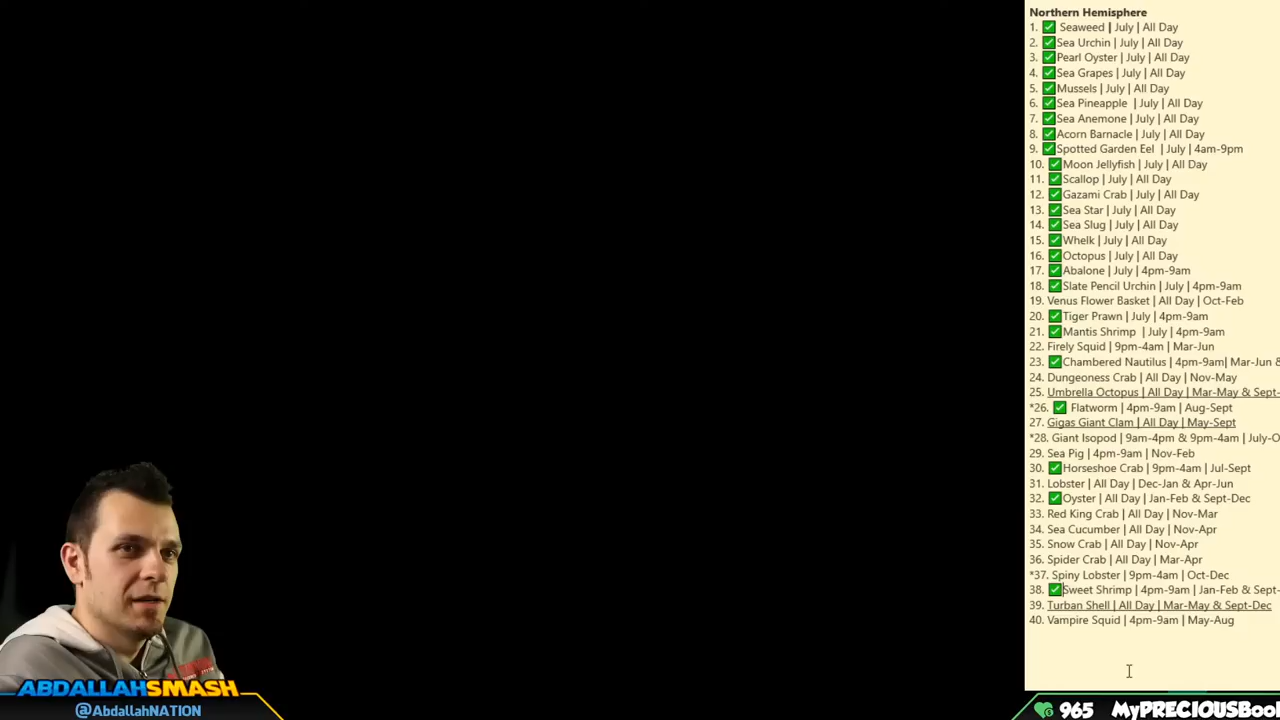 Northern Hemisphere
1. ✅ Seaweed | July | All Day
2. ✅Sea Urchin | July | All Day
3. ✅Pearl Oyster | July | All Day
4. ✅Sea Grapes | July | All Day
5. ✅Mussels | July | All Day
6. ✅Sea Pineapple | July | All Day
7. ✅Sea Anemone | July | All Day
8. ✅Acorn Barnacle | July | All Day
9. ✅Spotted Garden Eel | July | 4am-9pm
10. ✅Moon Jellyfish | July | All Day
11. ✅Scallop | July | All Day
12. ✅Gazami Crab | July | All Day
13. ✅Sea Star | July | All Day
14. ✅Sea Slug | July | All Day
15. ✅Whelk | July | All Day
16. ✅Octopus | July | All Day
17. ✅Abalone | July | 4pm-9am
18. ✅Slate Pencil Urchin | July | 4pm-9am
19. Venus Flower Basket | All Day | Oct-Feb
20. ✅Tiger Prawn | July | 4pm-9am
21. ✅Mantis Shrimp | July | 4pm-9am
22. Firely Squid | 9pm-4am | Mar-Jun
23. ✅Chambered Nautilus | 4pm-9am| Mar-Jun &
24. Dungeoness Crab | All Day | Nov-May
25. Umbrella Octopus | All Day | Mar-May & Sept-
*26. ✅ Flatworm | 4pm-9am | Aug-Sept
27. Gigas Giant Clam | All Day | May-Sept
*28. Giant Isopod | 9am-4pm & 9pm-4am | July-O
29. Sea Pig | 4pm-9am | Nov-Feb
30. ✅Horseshoe Crab | 9pm-4am | Jul-Sept
31. Lobster | All Day | Dec-Jan & Apr-Jun
32. ✅Oyster | All Day | Jan-Feb & Sept-Dec
33. Red King Crab | All Day | Nov-Mar
34. Sea Cucumber | All Day | Nov-Apr
35. Snow Crab | All Day | Nov-Apr
36. Spider Crab | All Day | Mar-Apr
*37. Spiny Lobster | 9pm-4am | Oct-Dec
38. ✅Sweet Shrimp | 4pm-9am | Jan-Feb & Sept-
39. Turban Shell | All Day | Mar-May & Sept-Dec
40. Vampire Squid | 4pm-9am | May-Aug
ABDALLAHSMASH
@AbdallahNATION
965 MyPRECIOUSBoo